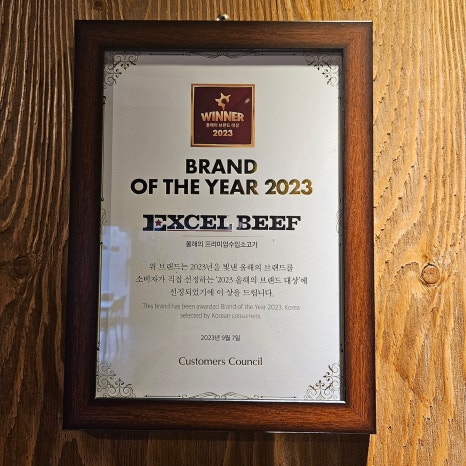 WINNER
올해의 브랜드 대상
2023
BRAND
OF THE YEAR 2023
EXCEL BEEF
올해의 프리미엄수입소고기
위 브랜드는 2023년을 빛낸 올해의 브랜드를
소비자가 직접 선정하는 '2023 올해의 브랜드 대상'에
선정되었기에 이 상을 드립니다.
This Brand has been awarded Brand of the Year 2023, Korea
selected by Korean consumers
2023년 9월 7일
Customers Council